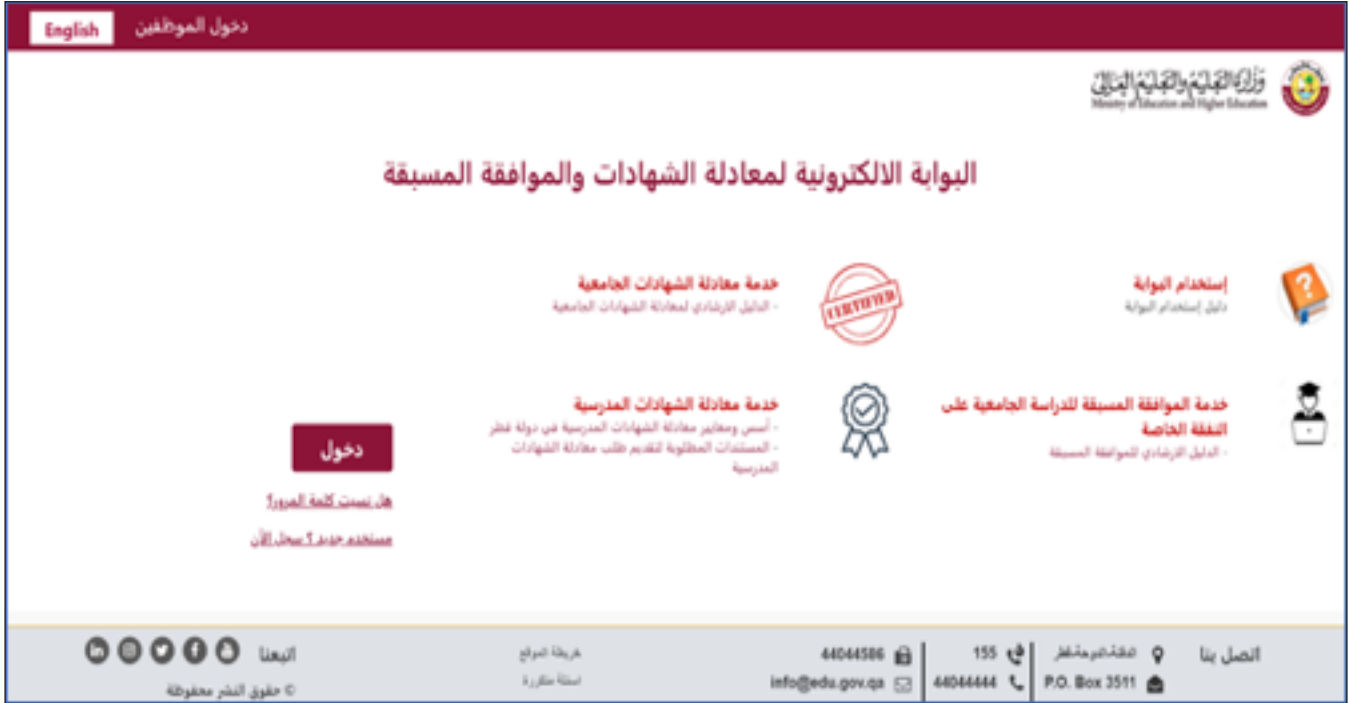 دخول الموظفين
English
وزارة التعليم والتعليم العالي
Ministry of Education and Higher Education
البوابة الالكترونية لمعادلة الشهادات والموافقة المسبقة
إستخدام البوابة
دليل إستخدام البوابة
CERTIFIED
خدمة معادلة الشهادات الجامعية
- الدليل الارشادي لمعادلة الشهادات الجامعية
خدمة الموافقة المسبقة للدراسة الجامعية على
النفقة الخاصة
- الدليل الارشادي للموافقة المسبقة
خدمة معادلة الشهادات المدرسية
- أسس ومعايير معادلة الشهادات المدرسية في دولة قطر
- المستندات المطلوبة لتقديم طلب معادلة الشهادات
المدرسية
دخول
هل نسيت كلمة المرور؟
مستخدم جديد ؟ سجل الأن
اتصل بنا
P.O. Box 3511
155
44044444
44044586
info@edu.gov.qa
خريطة الموقع
اسئلة متكررة
اتبعنا
© حقوق النشر محفوظة